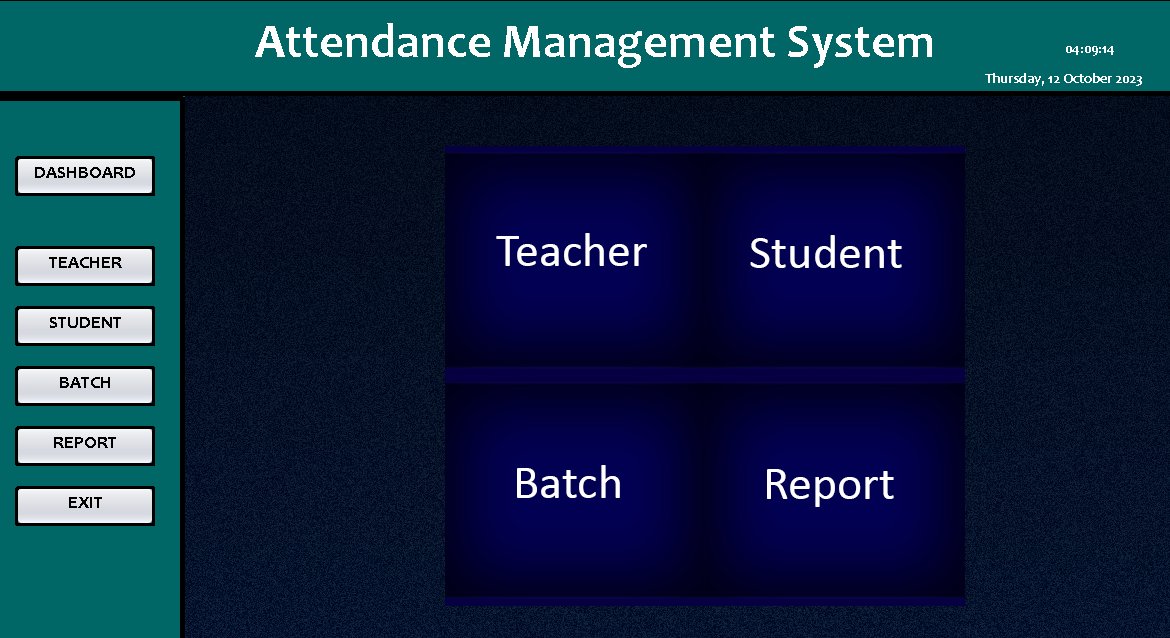 Attendance Management System
04:09:14
Thursday, 12 October 2023
DASHBOARD
TEACHER
STUDENT
BATCH
REPORT
EXIT
Teacher
Student
Batch
Report